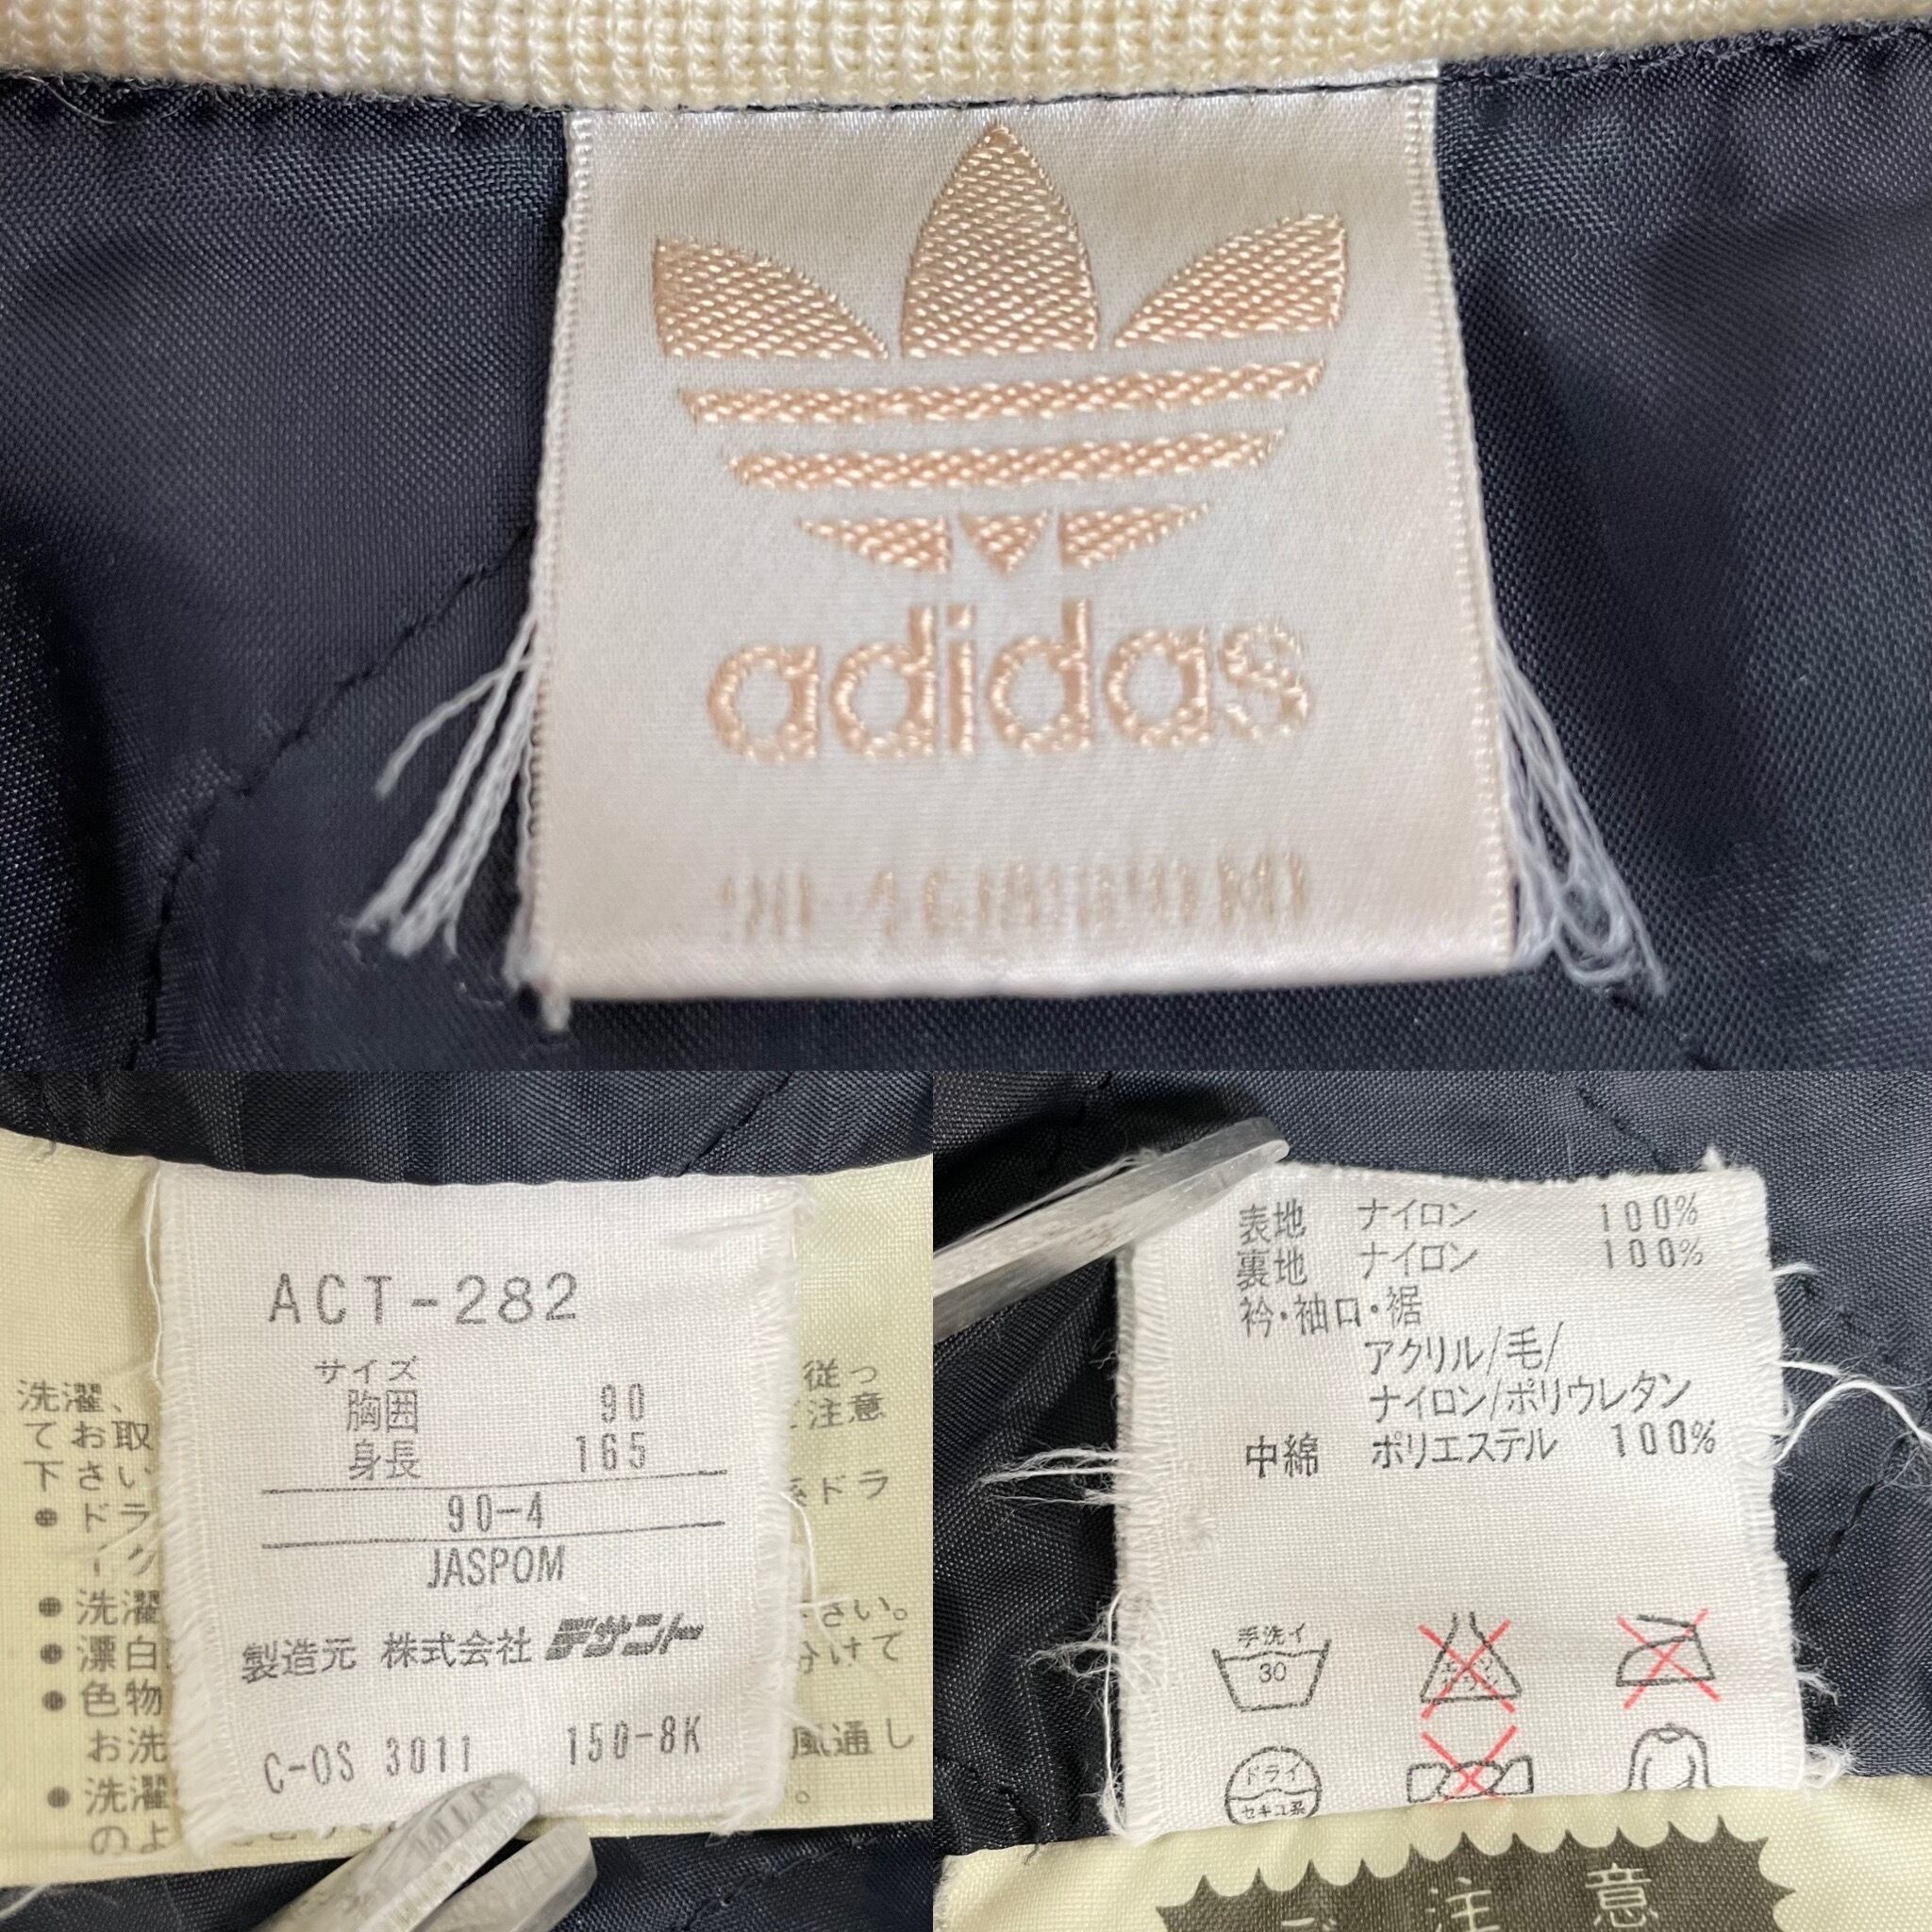 adidas
ACT-282
サイズ
胸囲 90
身長 165
90-4
JASPOM
製造元 株式会社 デサント
C-OS 3011 150-8K
洗濯、
従っ
てお取
注意
下さい
ドラ
系ドラ
イク
● 洗濯
さい。
● 漂白
分けて
● 色物
お洗
風通し
● 洗濯
のよ
表地 ナイロン 100%
裏地 ナイロン 100%
衿・袖口・裾
アクリル/毛/
ナイロン/ポリウレタン
中綿 ポリエステル 100%
手洗イ
30
ドライ
セキユ系
ご注意